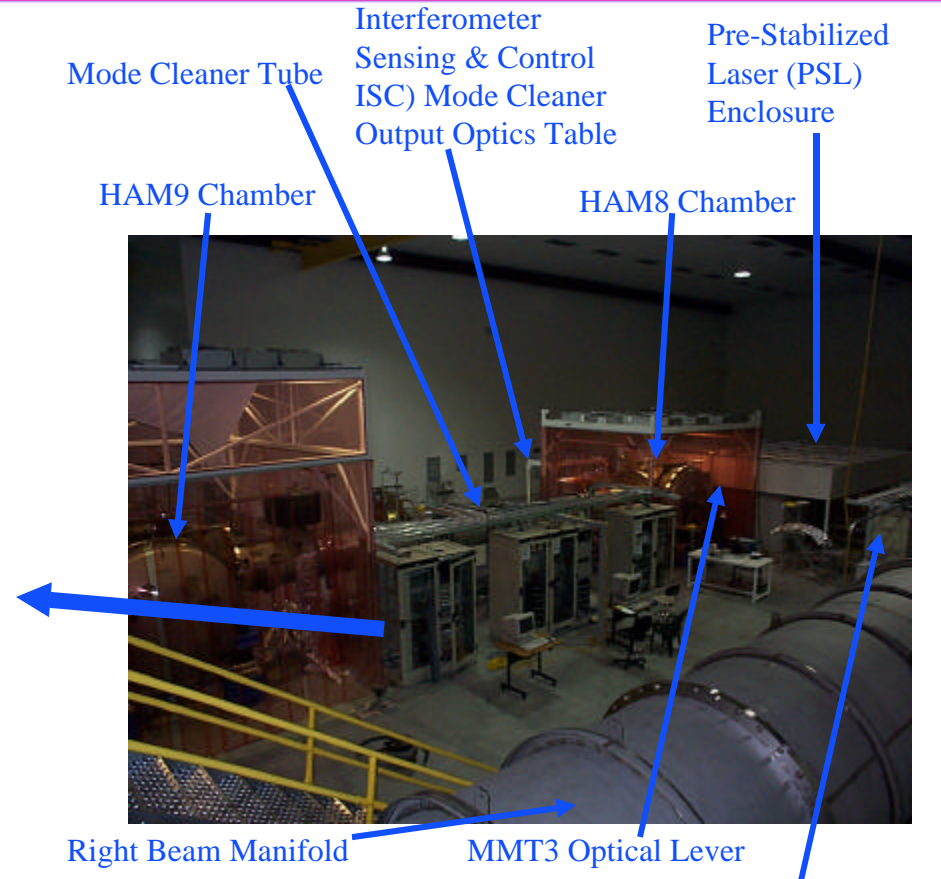 Mode Cleaner Tube
Interferometer
Sensing & Control
ISC) Mode Cleaner
Output Optics Table
Pre-Stabilized
Laser (PSL)
Enclosure
HAM9 Chamber
HAM8 Chamber
Right Beam Manifold
MMT3 Optical Lever